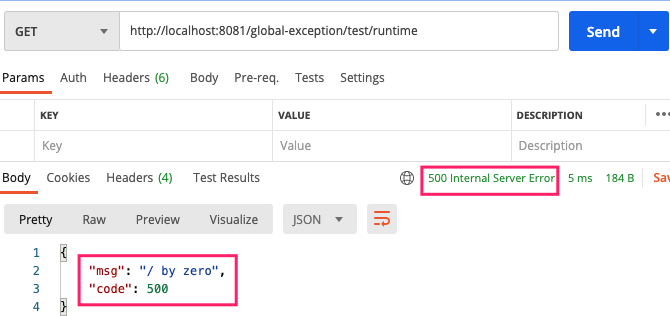 GET http://localhost:8081/global-exception/test/runtime Send
Params Auth Headers (6) Body Pre-req. Tests Settings
KEY VALUE DESCRIPTION
Key Value Description
Body Cookies Headers (4) Test Results 500 Internal Server Error 5 ms 184 B Sav
Pretty Raw Preview Visualize JSON
1 {
2 "msg": "/ by zero",
3 "code": 500
4 }